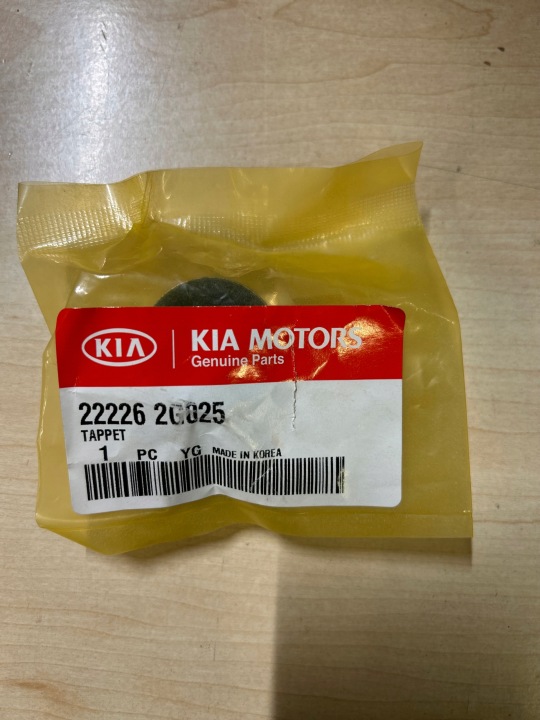 KIA | KIA MOTORS
Genuine Parts
22226 2G025
TAPPET
1 PC YG MADE IN KOREA